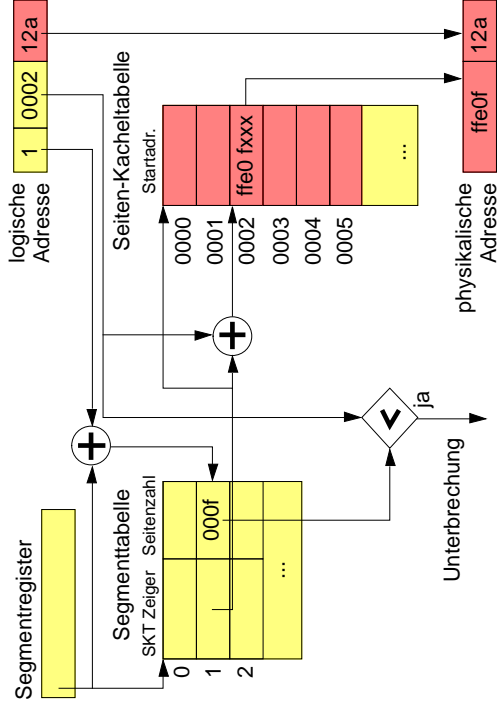 Segmentregister
logische
Adresse
1 0002 12a
+
Segmenttabelle
SKT Zeiger Seitenzahl
0
1 000f
2
...
+
Seiten-Kacheltabelle
Startadr.
0000
0001
0002 ffe0 fxxx
0003
0004
0005
...
<
ja
Unterbrechung
physikalische
Adresse
ffe0f 12a